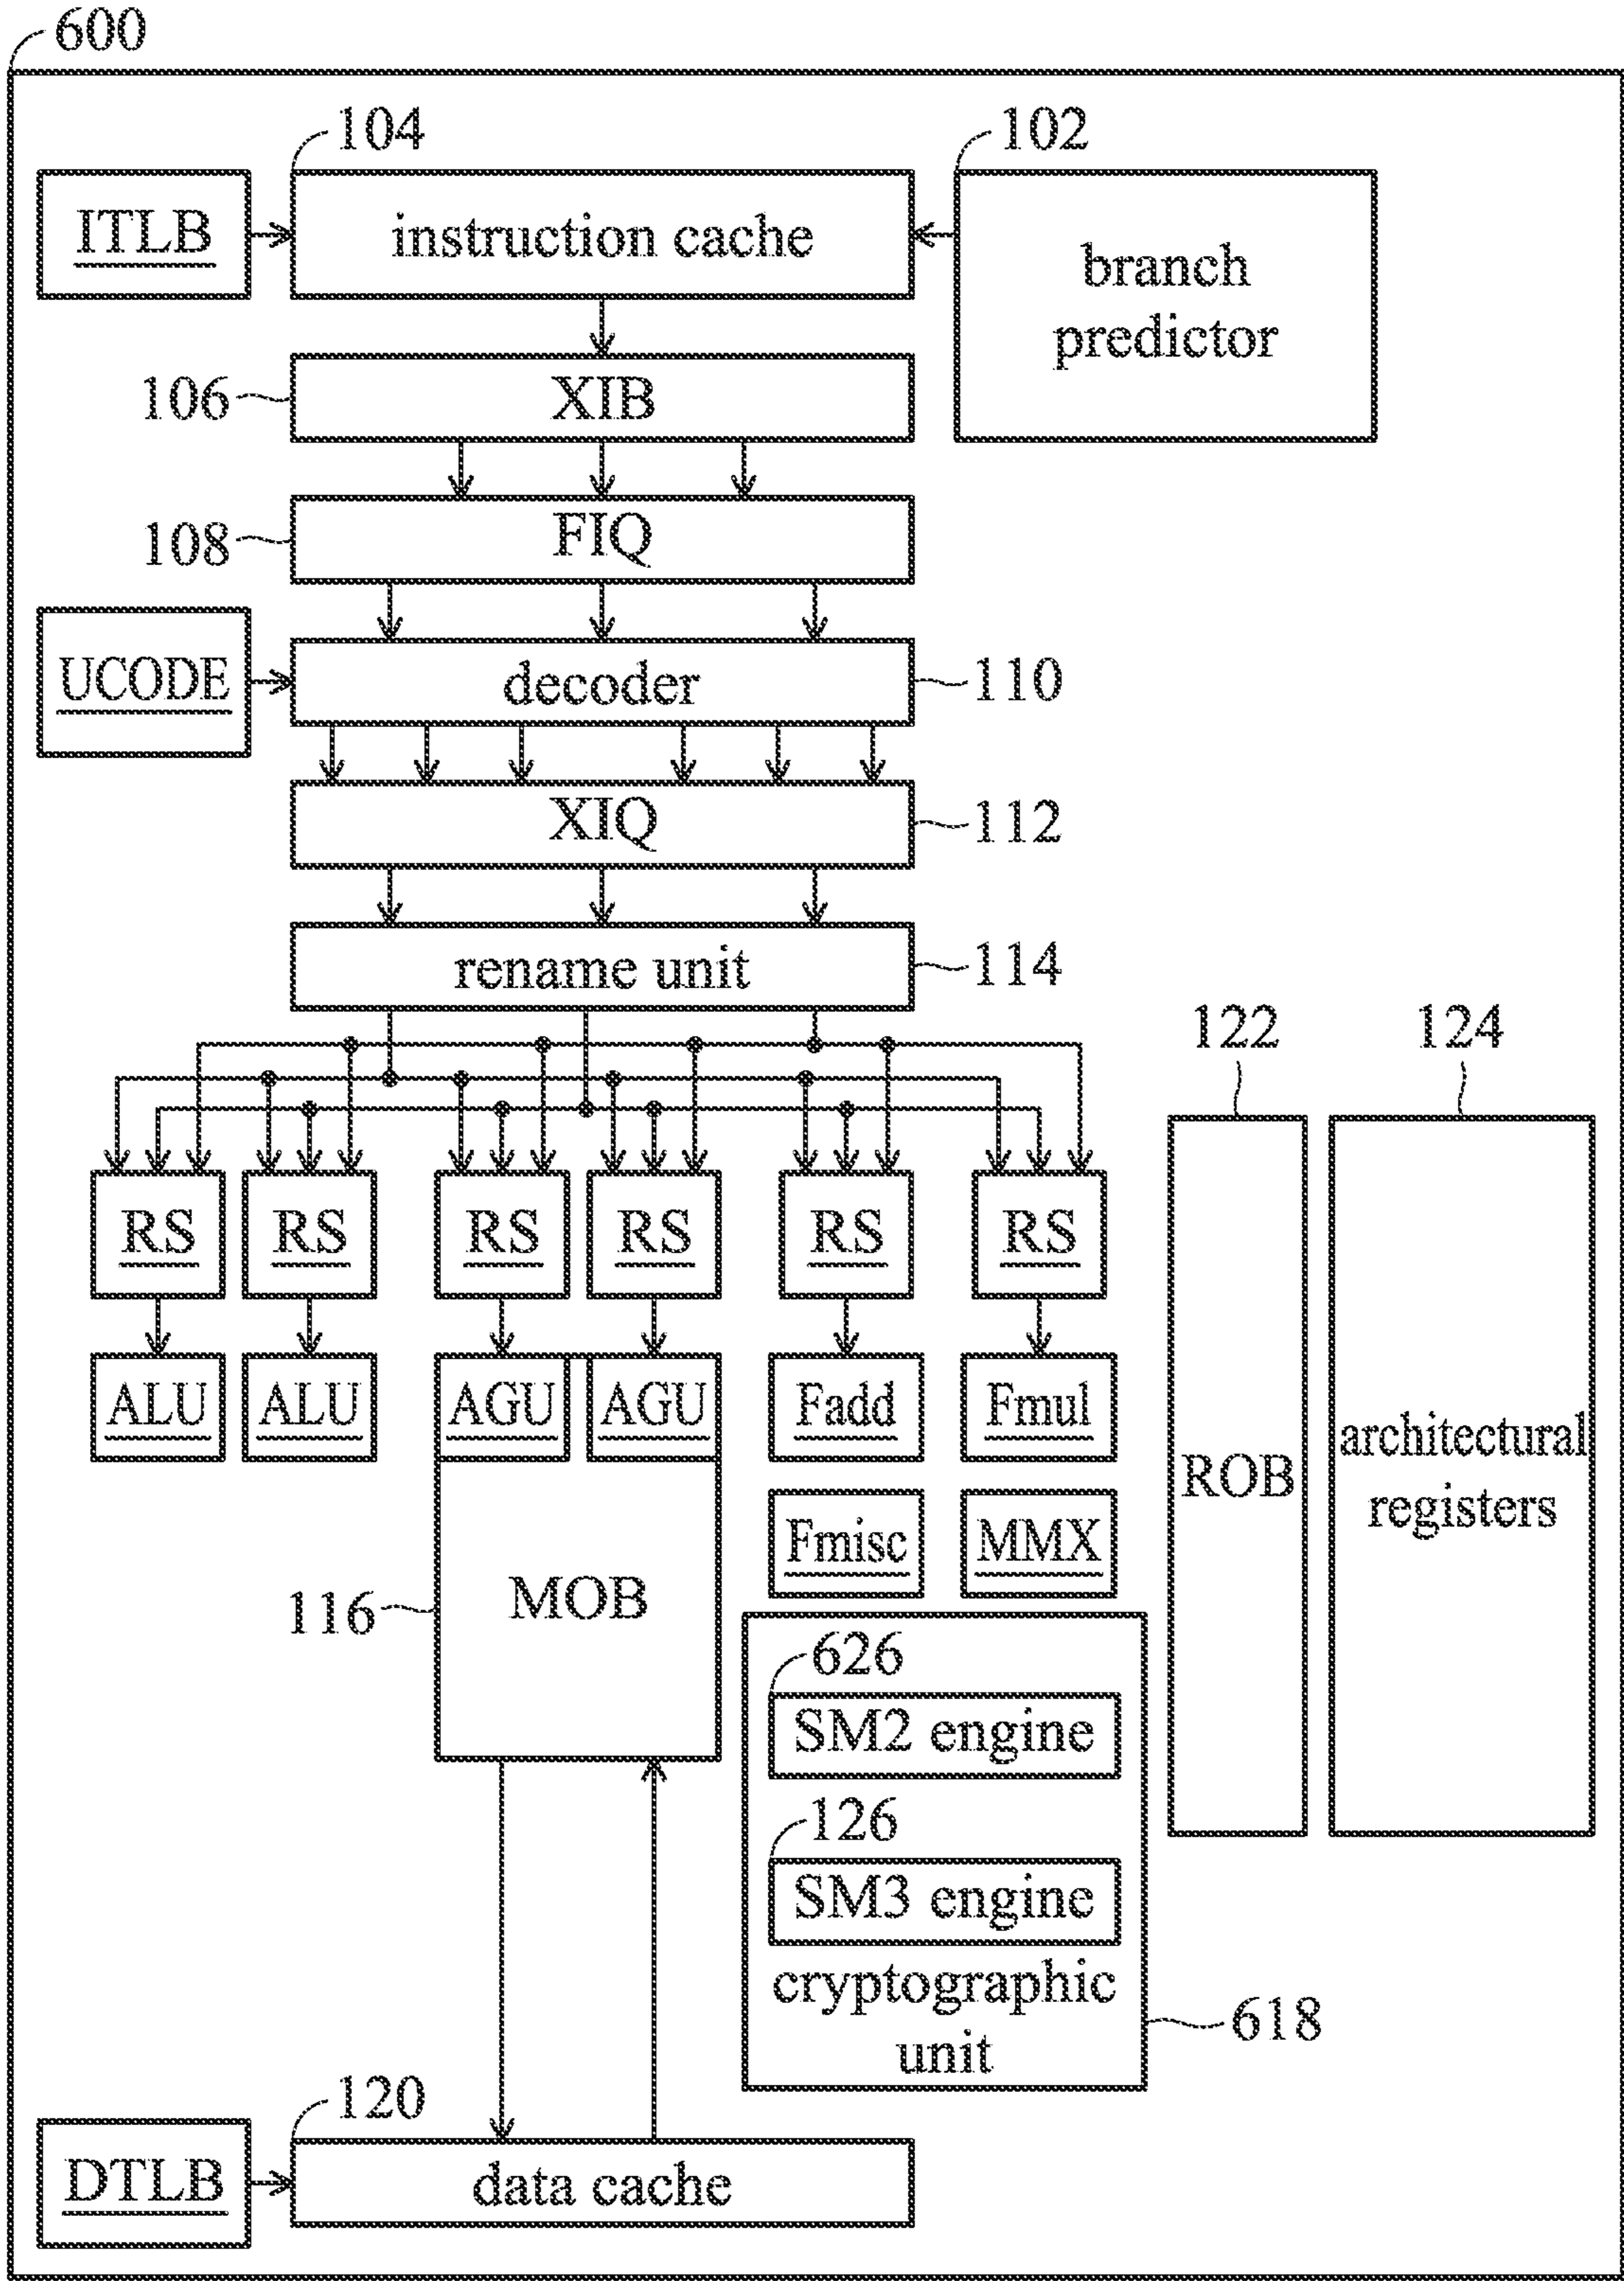 600
104
102
ITLB
instruction cache
branch
predictor
106
XIB
108
FIQ
UCODE
decoder
110
XIQ
112
rename unit
114
122
124
RS
RS
RS
RS
RS
RS
ALU
ALU
AGU
AGU
Fadd
Fmul
ROB
architectural
registers
Fmisc
MMX
116
MOB
626
SM2 engine
126
SM3 engine
cryptographic
unit
618
120
DTLB
data cache